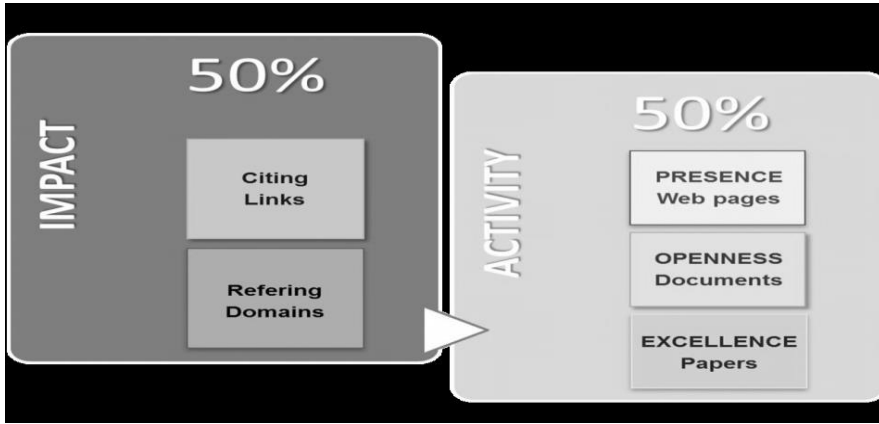 50%
IMPACT
Citing
Links
Refering
Domains
50%
ACTIVITY
PRESENCE
Web pages
OPENNESS
Documents
EXCELLENCE
Papers